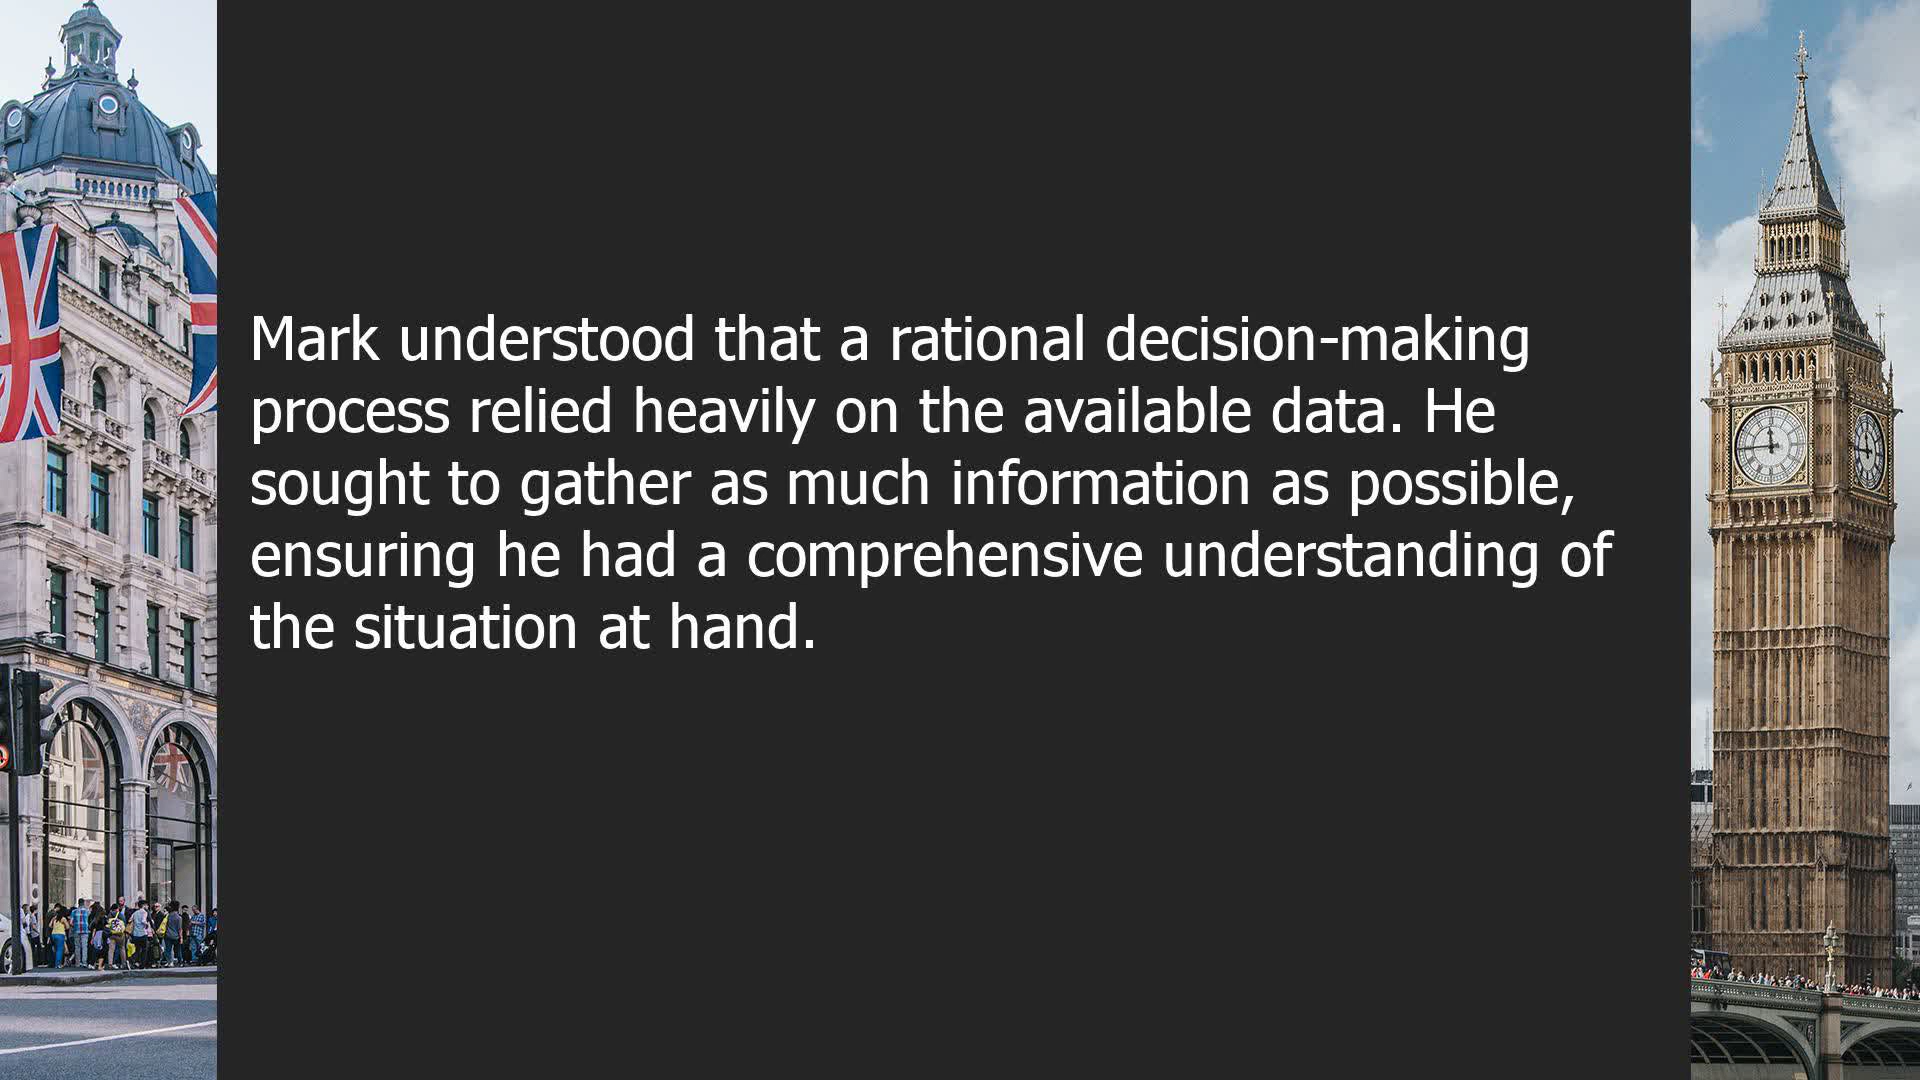 Mark understood that a rational decision-making
process relied heavily on the available data. He
sought to gather as much information as possible,
ensuring he had a comprehensive understanding of
the situation at hand.